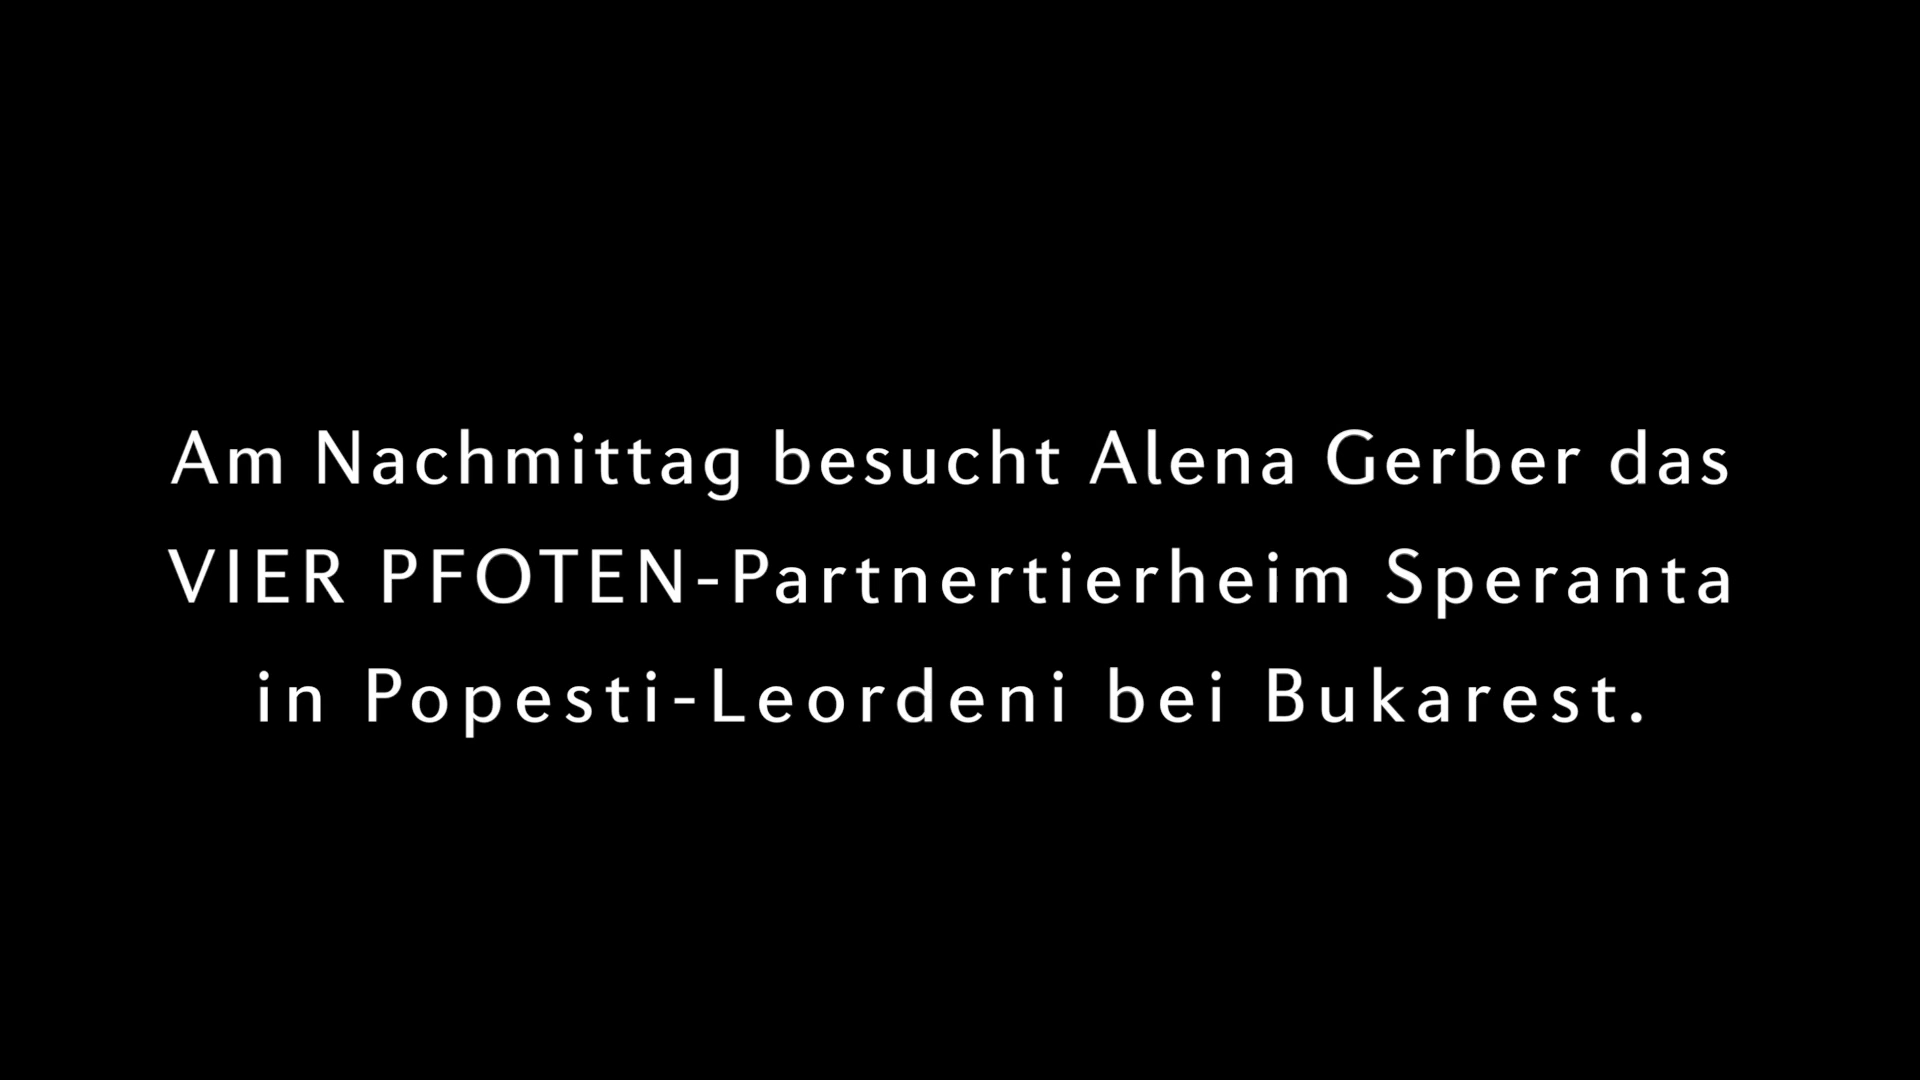 Am Nachmittag besucht Alena Gerber das
VIER PFOTEN-Partnertierheim Speranta
in Popesti-Leordeni bei Bukarest.